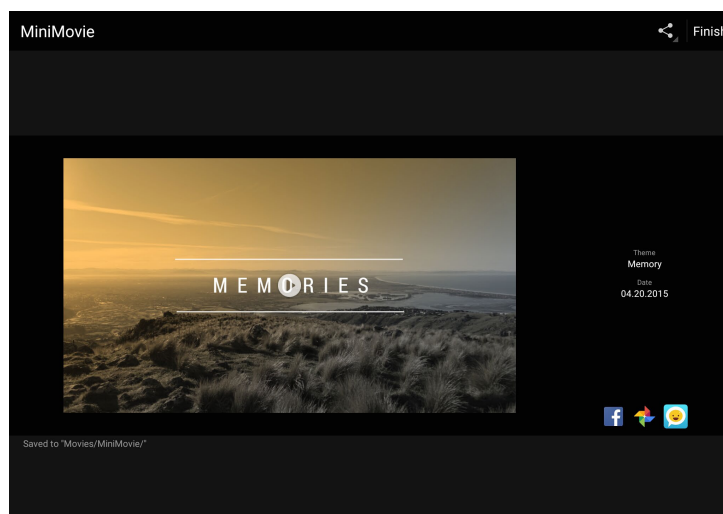 MiniMovie
Finish
MEMORIES
Theme
Memory
Date
04.20.2015
Saved to "Movies/MiniMovie/"